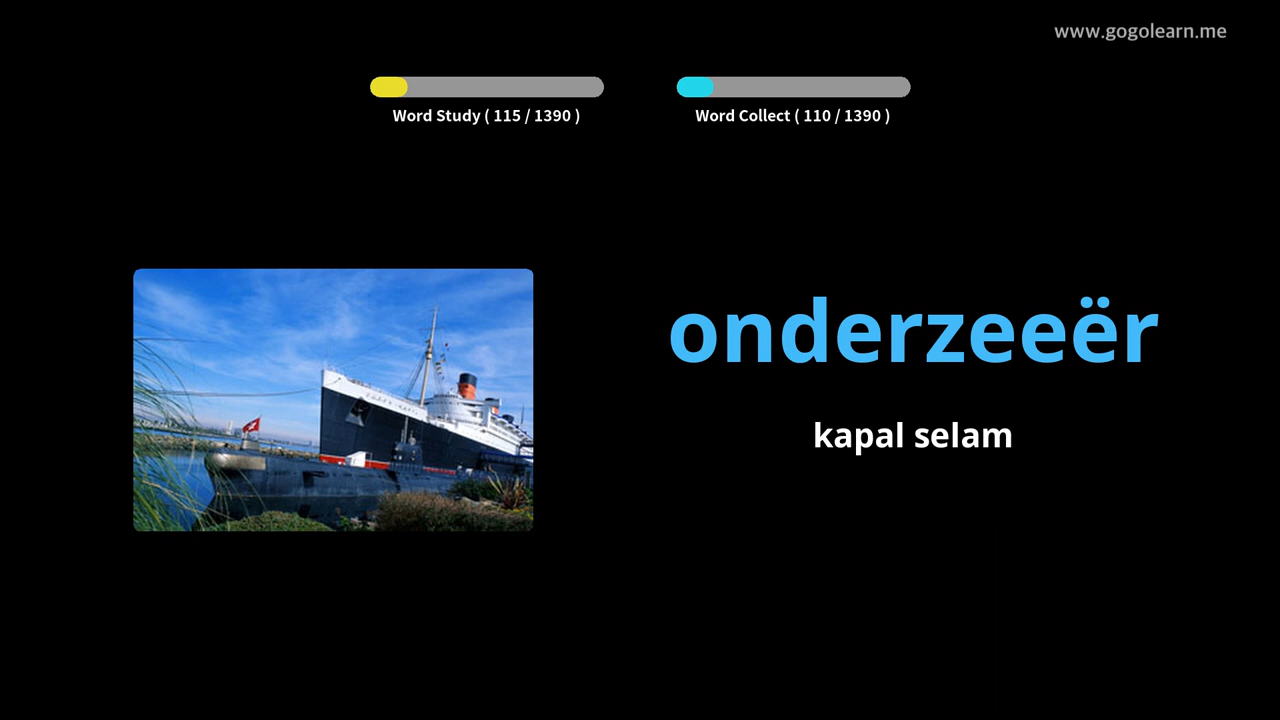 www.gogolearn.me
Word Study ( 115 / 1390 )
Word Collect ( 110 / 1390 )
onderzeeër
kapal selam